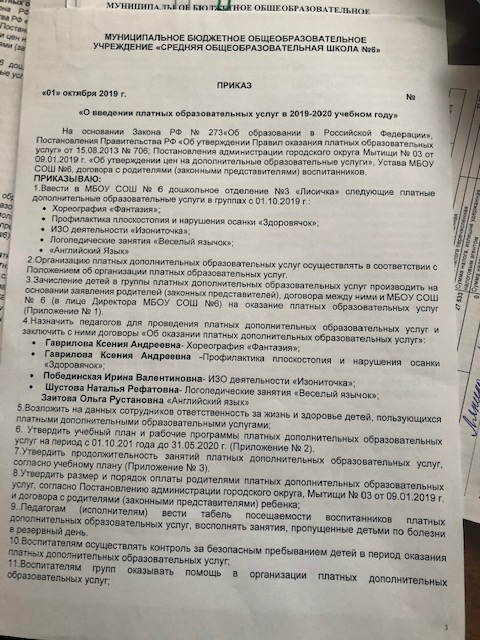 МУНИЦИПАЛЬНОЕ БЮДЖЕТНОЕ ОБЩЕОБРАЗОВАТЕЛЬНОЕ
МУНИЦИПАЛЬНОЕ БЮДЖЕТНОЕ ОБЩЕОБРАЗОВАТЕЛЬНОЕ
УЧРЕЖДЕНИЕ «СРЕДНЯЯ ОБЩЕОБРАЗОВАТЕЛЬНАЯ ШКОЛА №6»
ПРИКАЗ
«01» октября 2019 г. №
«О введении платных образовательных услуг в 2019-2020 учебном году»
На основании Закона РФ № 273«Об образовании в Российской Федерации»,
Постановления Правительства РФ «Об утверждении Правил оказания платных образовательных
услуг» от 15.08.2013 № 706; Постановления администрации городского округа Мытищи № 03 от
09.01.2019 г. «Об утверждении цен на дополнительные образовательные услуги», Устава МБОУ
СОШ №6, договора с родителями (законными представителями) воспитанников,
ПРИКАЗЫВАЮ:
1.Ввести в МБОУ СОШ № 6 дошкольное отделение №3 «Лисичка» следующие платные
дополнительные образовательные услуги в группах с 01.10.2019 г.:
• Хореография «Фантазия»;
• Профилактика плоскостопия и нарушения осанки «Здоровячок»;
• ИЗО деятельности «Изониточка»;
• Логопедические занятия «Веселый язычок»;
• «Английский Язык»
2.Организацию платных дополнительных образовательных услуг осуществлять в соответствии с
Положением об организации платных образовательных услуг.
3.Зачисление детей в группы платных дополнительных образовательных услуг производить на
основании заявления родителей (законных представителей), договора между ними и МБОУ СОШ
№ 6 (в лице Директора МБОУ СОШ №6) на оказание платных образовательных услуг
(Приложение № 1).
4.Назначить педагогов для проведения платных дополнительных образовательных услуг и
заключить с ними договоры «Об оказании платных дополнительных образовательных услуг»:
• Гаврилова Ксения Андреевна- Хореография «Фантазия»;
• Гаврилова Ксения Андреевна -Профилактика плоскостопия и нарушения осанки
«Здоровячок»;
• Побединская Ирина Валентиновна- ИЗО деятельности «Изониточка»;
• Шустова Наталья Рефатовна- Логопедические занятия «Веселый язычок»;
Заитова Ольга Рустановна «Английский язык»
5.Возложить на данных сотрудников ответственность за жизнь и здоровье детей, пользующихся
платными дополнительными образовательными услугами;
6. Утвердить учебный план и рабочие программы платных дополнительных образовательных
услуг на период с 01.10.201 года до 31.05.2020 г. (Приложение № 2).
7.Утвердить продолжительность занятий платных дополнительных образовательных услуг,
согласно учебному плану (Приложение № 3).
8.Утвердить размер и порядок оплаты родителями платных дополнительных образовательных
услуг, согласно Постановлению администрации городского округа, Мытищи № 03 от 09.01.2019 г.
и договора с родителями (законными представителями) ребенка;
9..Педагогам (исполнителям) вести табель посещаемости воспитанников платных
дополнительных образовательных услуг, восполнять занятия, пропущенные детьми по болезни
в резервный день.
10.Воспитателям осуществлять контроль за безопасным пребыванием детей в период оказания
платных дополнительных образовательных услуг;
11.Воспитателям групп оказывать помощь в организации платных дополнительных
образовательных услуг;
3